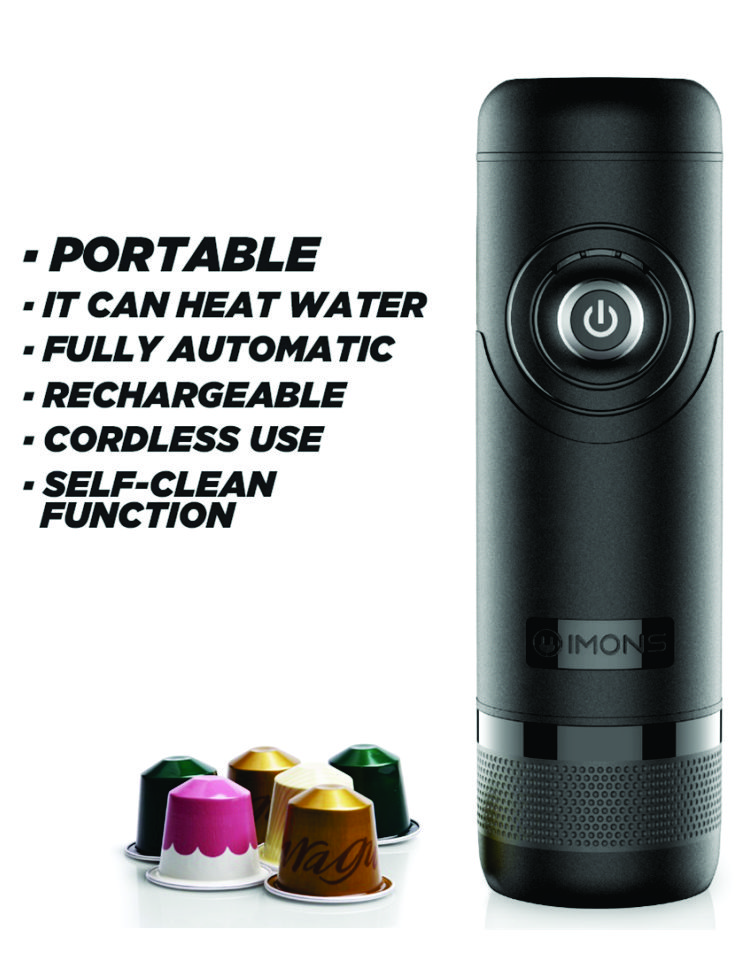 ▪ PORTABLE
▪ IT CAN HEAT WATER
▪ FULLY AUTOMATIC
▪ RECHARGEABLE
▪ CORDLESS USE
▪ SELF-CLEAN
FUNCTION
IMONS